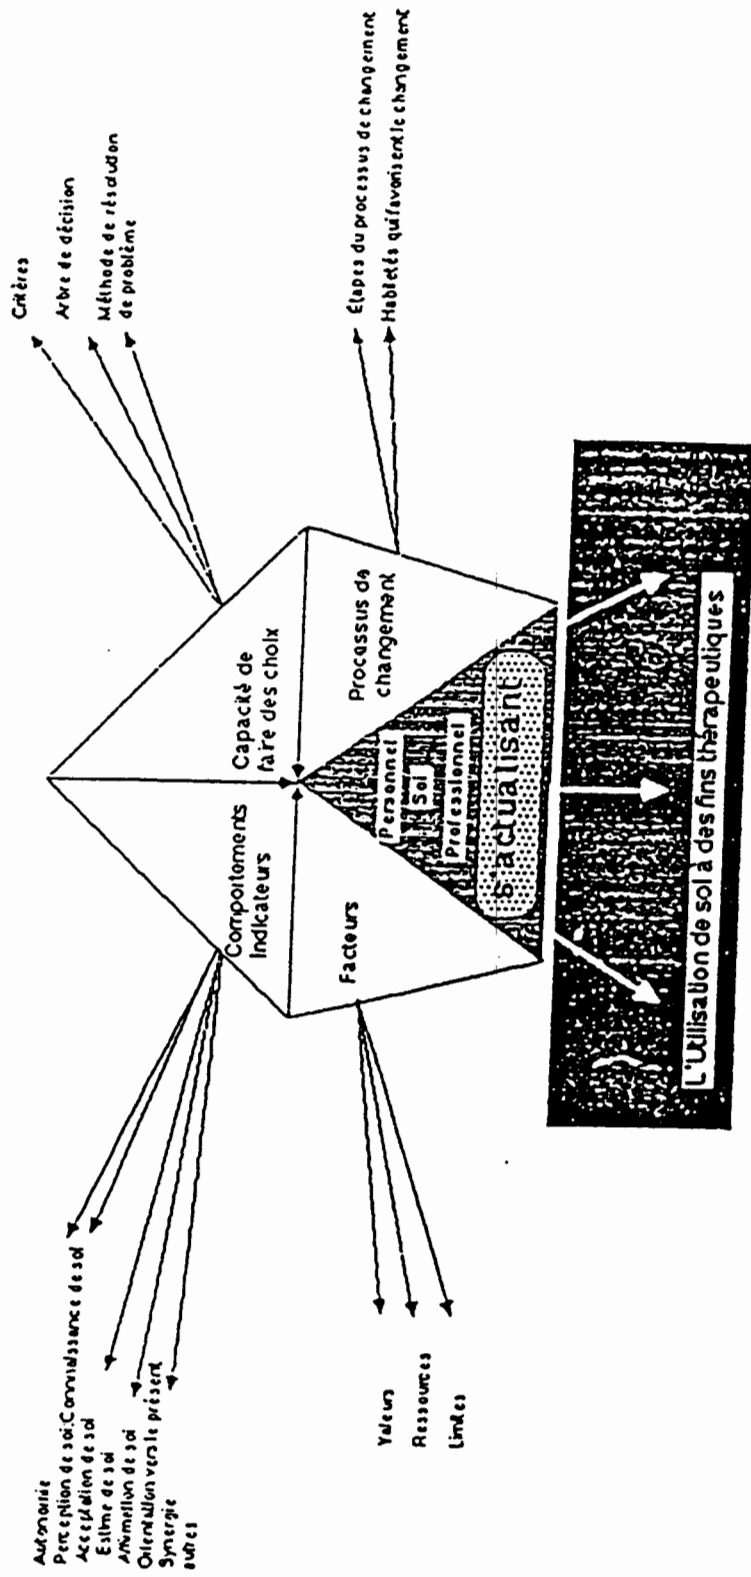 Autonomie
Perception de soi:Connaissance de soi
Acceptation de soi
Estime de soi
Affirmation de soi
Orientation vers le présent
Synergie
autres
Critères
Arbre de décision
Méthode de résolution
de problème
Comportements
Indicateurs
Capacité de
faire des choix
Facteurs
Processus de
changement
Valeurs
Ressources
Limites
Étapes du processus de changement
Habiletés qui favorisent le changement
Personnel
Soi
Professionnel
s'actualisant
L'Utilisation de soi à des fins thérapeutiques